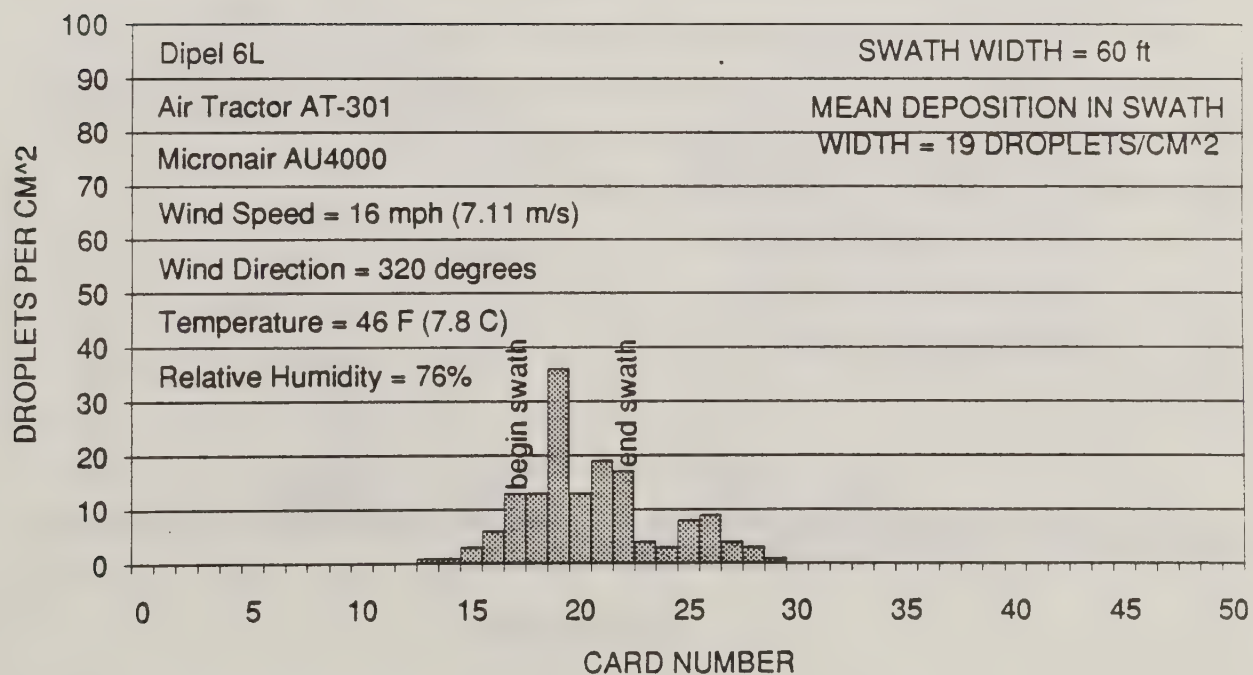 100
90
80
70
60
50
40
30
20
10
0
DROPLETS PER CM^2
Dipel 6L
Air Tractor AT-301
Micronair AU4000
Wind Speed = 16 mph (7.11 m/s)
Wind Direction = 320 degrees
Temperature = 46 F (7.8 C)
Relative Humidity = 76%
SWATH WIDTH = 60 ft
MEAN DEPOSITION IN SWATH
WIDTH = 19 DROPLETS/CM^2
begin swath
end swath
0 5 10 15 20 25 30 35 40 45 50
CARD NUMBER